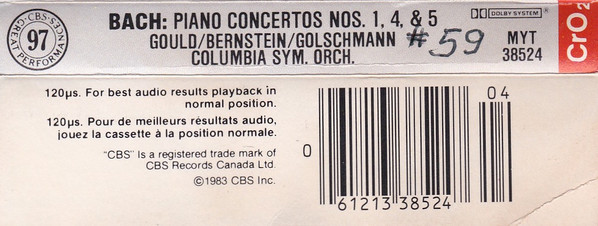 ·CBS·GREAT PERFORMANCES·
97
BACH: PIANO CONCERTOS NOS. 1, 4, & 5
GOULD/BERNSTEIN/GOLSCHMANN
COLUMBIA SYM. ORCH.
#59
DOLBY SYSTEM®
MYT
38524
CrO2
120µs. For best audio results playback in
normal position.
120µs. Pour de meilleurs résultats audio,
jouez la cassette à la position normale.
"CBS" is a registered trade mark of
CBS Records Canada Ltd.
©1983 CBS Inc.
04
0
61213 38524